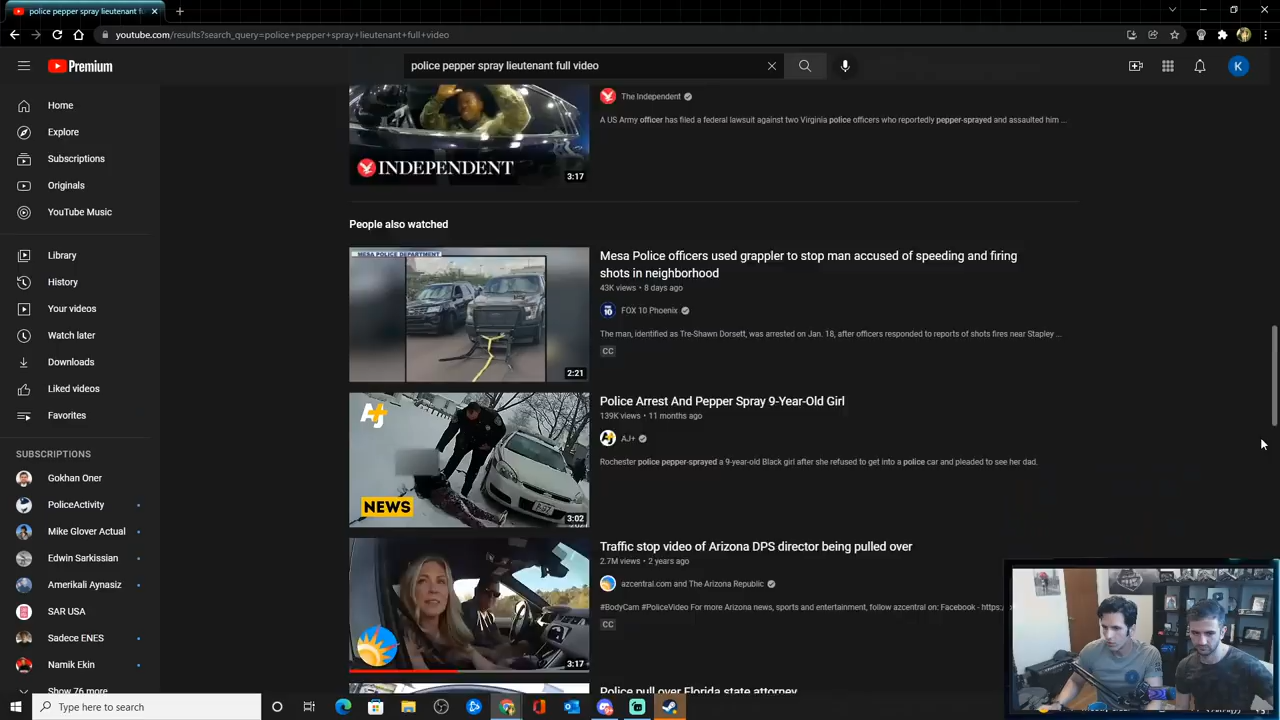 police pepper spray lieutenant full
youtube.com/results?search_query=police+pepper+spray+lieutenant+full+video
Premium
police pepper spray lieutenant full video
K
Home
Explore
Subscriptions
Originals
YouTube Music
Library
History
Your videos
Watch later
Downloads
Liked videos
Favorites
SUBSCRIPTIONS
Gokhan Oner
PoliceActivity
Mike Glover Actual
Edwin Sarkissian
Amerikali Aynasiz
SAR USA
Sadece ENES
Namik Ekin
Show 76 more
INDEPENDENT
3:17
The Independent
A US Army officer has filed a federal lawsuit against two Virginia police officers who reportedly pepper-sprayed and assaulted him ...
People also watched
MESA POLICE DEPARTMENT
2:21
Mesa Police officers used grappler to stop man accused of speeding and firing
shots in neighborhood
43K views • 8 days ago
FOX 10 Phoenix
The man, identified as Tre-Shawn Dorsett, was arrested on Jan. 18, after officers responded to reports of shots fires near Stapley ...
CC
NEWS
3:02
Police Arrest And Pepper Spray 9-Year-Old Girl
139K views • 11 months ago
AJ+
Rochester police pepper-sprayed a 9-year-old Black girl after she refused to get into a police car and pleaded to see her dad.
3:17
Traffic stop video of Arizona DPS director being pulled over
2.7M views • 2 years ago
azcentral.com and The Arizona Republic
#BodyCam #PoliceVideo For more Arizona news, sports and entertainment, follow azcentral on: Facebook - https:/
CC
Police pull over Florida state attorney
Type here to search